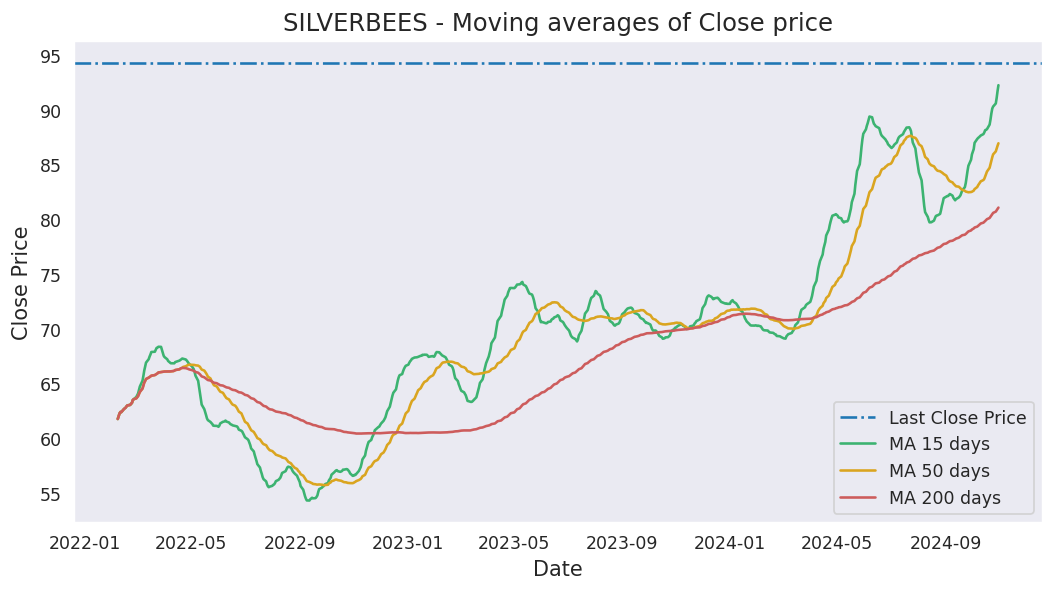 SILVERBEES - Moving averages of Close price
Close Price
95
90
85
80
75
70
65
60
55
2022-01 2022-05 2022-09 2023-01 2023-05 2023-09 2024-01 2024-05 2024-09
Date
Last Close Price
MA 15 days
MA 50 days
MA 200 days